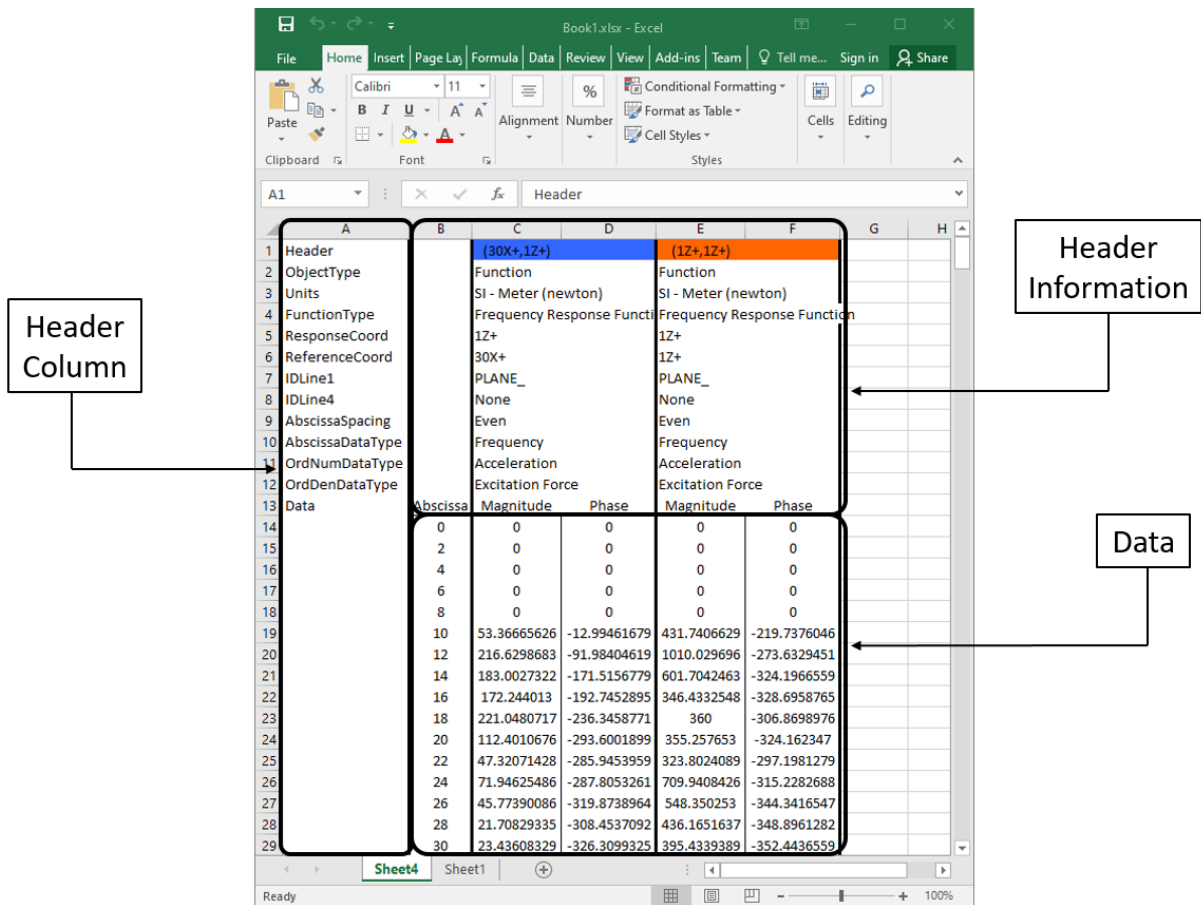 Book1.xlsx - Excel
File Home Insert Page Lay Formula Data Review View Add-ins Team Tell me... Sign in Share
Calibri 11 % Conditional Formatting
Paste B I U A A Alignment Number Format as Table Cells Editing
A Cell Styles
Clipboard Font Styles
A1 fx Header
A B C D E F G H
1 Header (30X+,1Z+) (1Z+,1Z+)
2 ObjectType Function Function
3 Units SI - Meter (newton) SI - Meter (newton)
4 FunctionType Frequency Response Functi Frequency Response Function
5 ResponseCoord 1Z+ 1Z+
6 ReferenceCoord 30X+ 1Z+
7 IDLine1 PLANE_ PLANE_
8 IDLine4 None None
9 AbscissaSpacing Even Even
10 AbscissaDataType Frequency Frequency
11 OrdNumDataType Acceleration Acceleration
12 OrdDenDataType Excitation Force Excitation Force
13 Data Abscissa Magnitude Phase Magnitude Phase
14 0 0 0 0 0
15 2 0 0 0 0
16 4 0 0 0 0
17 6 0 0 0 0
18 8 0 0 0 0
19 10 53.36665626 -12.99461679 431.7406629 -219.7376046
20 12 216.6298683 -91.98404619 1010.029696 -273.6329451
21 14 183.0027322 -171.5156779 601.7042463 -324.1966559
22 16 172.244013 -192.7452895 346.4332548 -328.6958765
23 18 221.0480717 -236.3458771 360 -306.8698976
24 20 112.4010676 -293.6001899 355.257653 -324.162347
25 22 47.32071428 -285.9453959 323.8024089 -297.1981279
26 24 71.94625486 -287.8053261 709.9408426 -315.2282688
27 26 45.77390086 -319.8738964 548.350253 -344.3416547
28 28 21.70829335 -308.4537092 436.1651637 -348.8961282
29 30 23.43608329 -326.3099325 395.4339389 -352.4436559
Sheet4 Sheet1
Ready 100%
Header
Column
Header
Information
Data